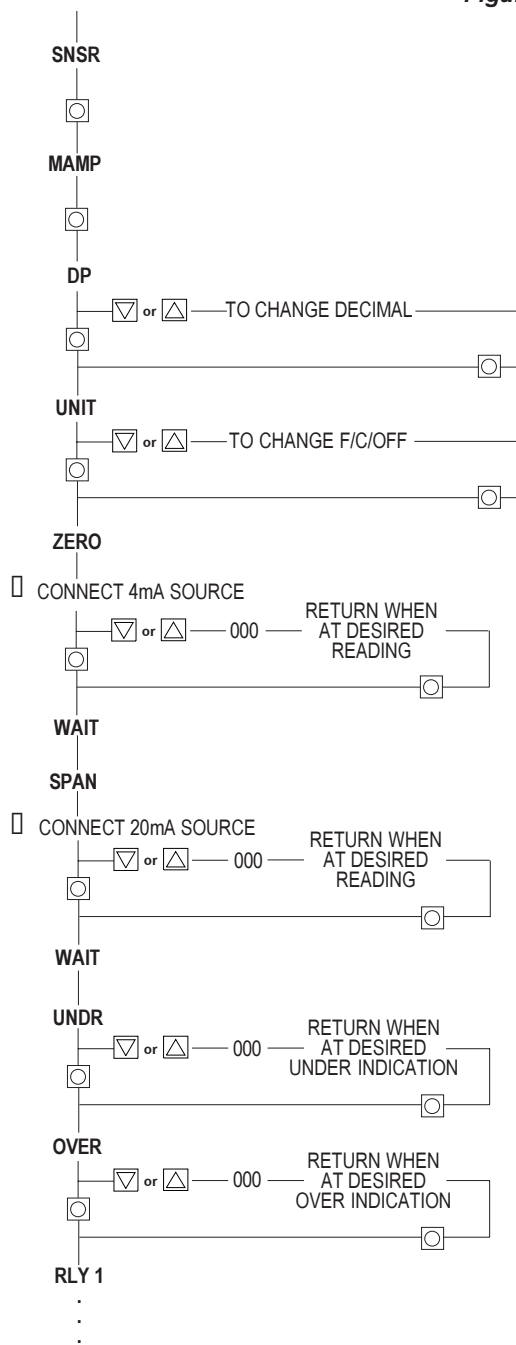 Figu
SNSR
MAMP
DP
or TO CHANGE DECIMAL
UNIT
or TO CHANGE F/C/OFF
ZERO
CONNECT 4mA SOURCE
RETURN WHEN
or 000 AT DESIRED
READING
WAIT
SPAN
CONNECT 20mA SOURCE
RETURN WHEN
or 000 AT DESIRED
READING
WAIT
UNDR
RETURN WHEN
or 000 AT DESIRED
UNDER INDICATION
OVER
RETURN WHEN
or 000 AT DESIRED
OVER INDICATION
RLY 1
.
.
.